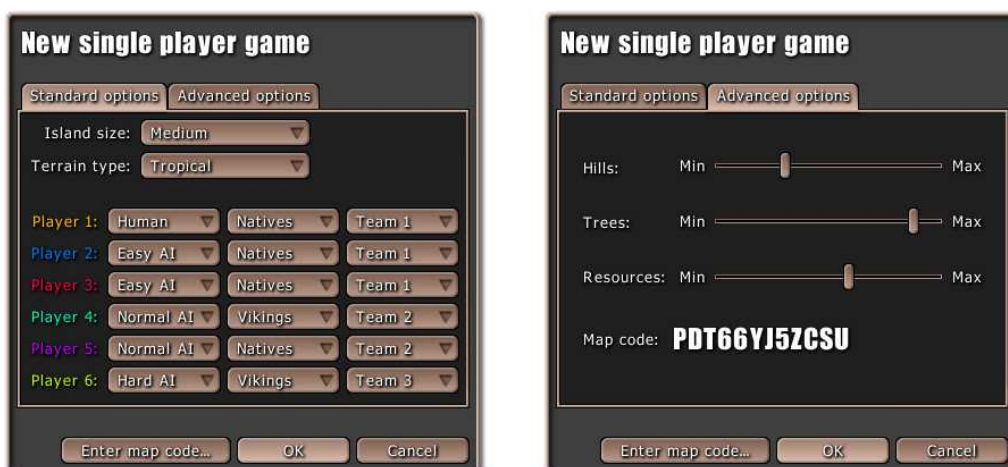 New single player game
Standard options Advanced options
Island size: Medium
Terrain type: Tropical
Player 1: Human Natives Team 1
Player 2: Easy AI Natives Team 1
Player 3: Easy AI Natives Team 1
Player 4: Normal AI Vikings Team 2
Player 5: Normal AI Natives Team 2
Player 6: Hard AI Vikings Team 3
Enter map code... OK Cancel
New single player game
Standard options Advanced options
Hills: Min Max
Trees: Min Max
Resources: Min Max
Map code: PDT66YJ5ZCSU
Enter map code... OK Cancel